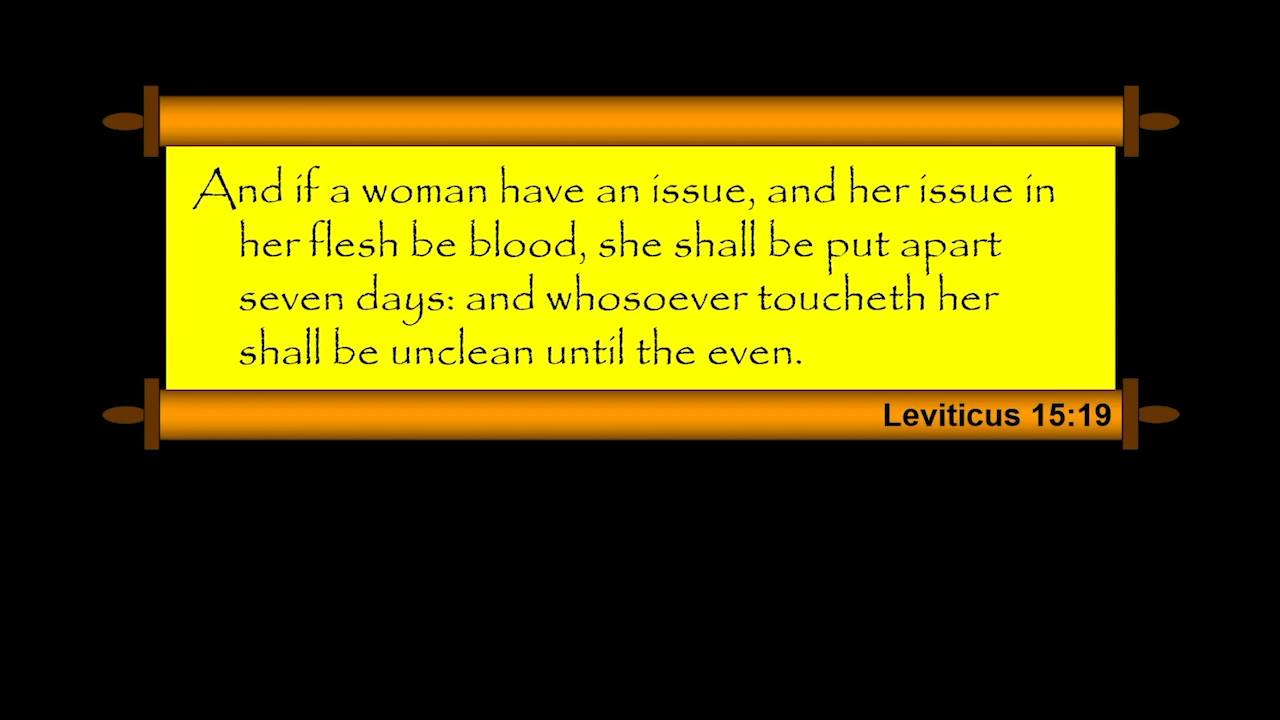 And if a woman have an issue, and her issue in
her flesh be blood, she shall be put apart
seven days: and whosoever toucheth her
shall be unclean until the even.
Leviticus 15:19